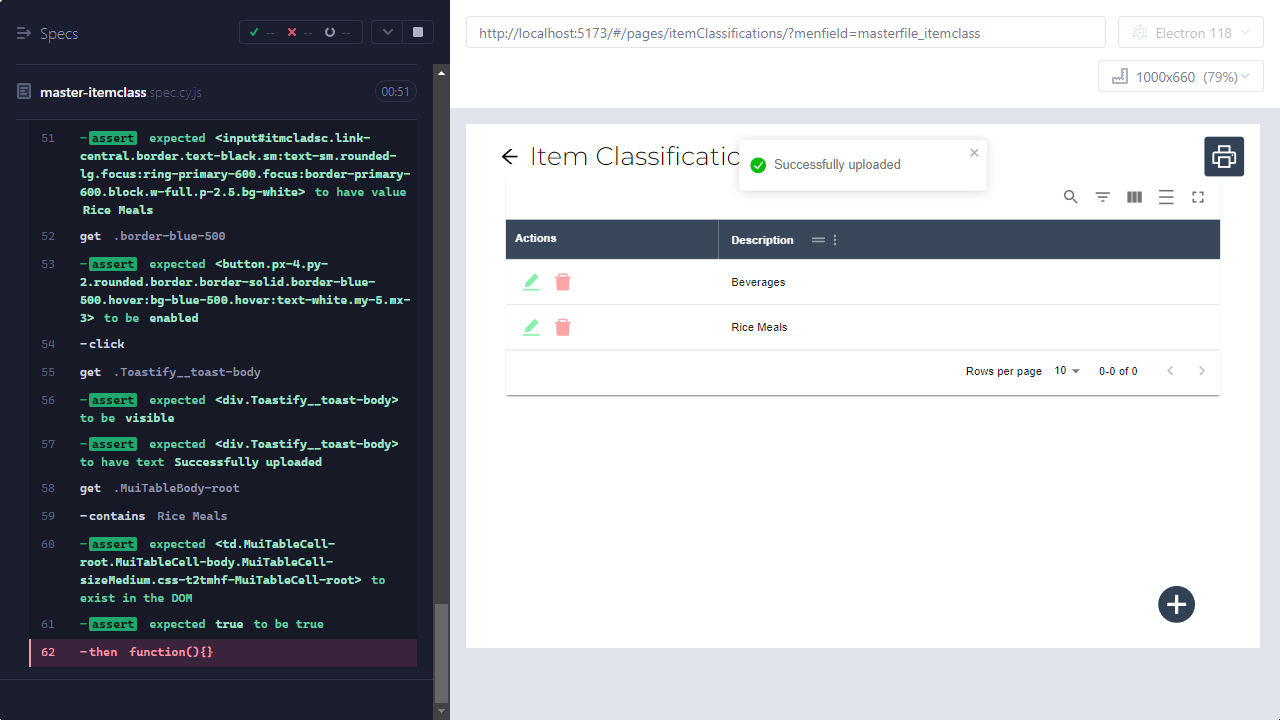 Specs
-- -- --
master-itemclass.spec.cy.js 00:51
51 -assert expected <input#itmcladsc.link-
central.border.text-black.sm:text-sm.rounded-
lg.focus:ring-primary-600.focus:border-primary-
600.block.w-full.p-2.5.bg-white> to have value
Rice Meals
52 get .border-blue-500
53 -assert expected <button.px-4.py-
2.rounded.border.border-solid.border-blue-
500.hover:bg-blue-500.hover:text-white.my-5.mx-
3> to be enabled
54 -click
55 get .Toastify__toast-body
56 -assert expected <div.Toastify__toast-body>
to be visible
57 -assert expected <div.Toastify__toast-body>
to have text Successfully uploaded
58 get .MuiTableBody-root
59 -contains Rice Meals
60 -assert expected <td.MuiTableCell-
root.MuiTableCell-body.MuiTableCell-
sizeMedium.css-t2tmhf-MuiTableCell-root> to
exist in the DOM
61 -assert expected true to be true
62 -then function(){}
http://localhost:5173/#/pages/itemClassifications/?menfield=masterfile_itemclass
Electron 118
1000x660 (79%)
Item Classificatio
Successfully uploaded
Actions Description
Beverages
Rice Meals
Rows per page 10 0-0 of 0